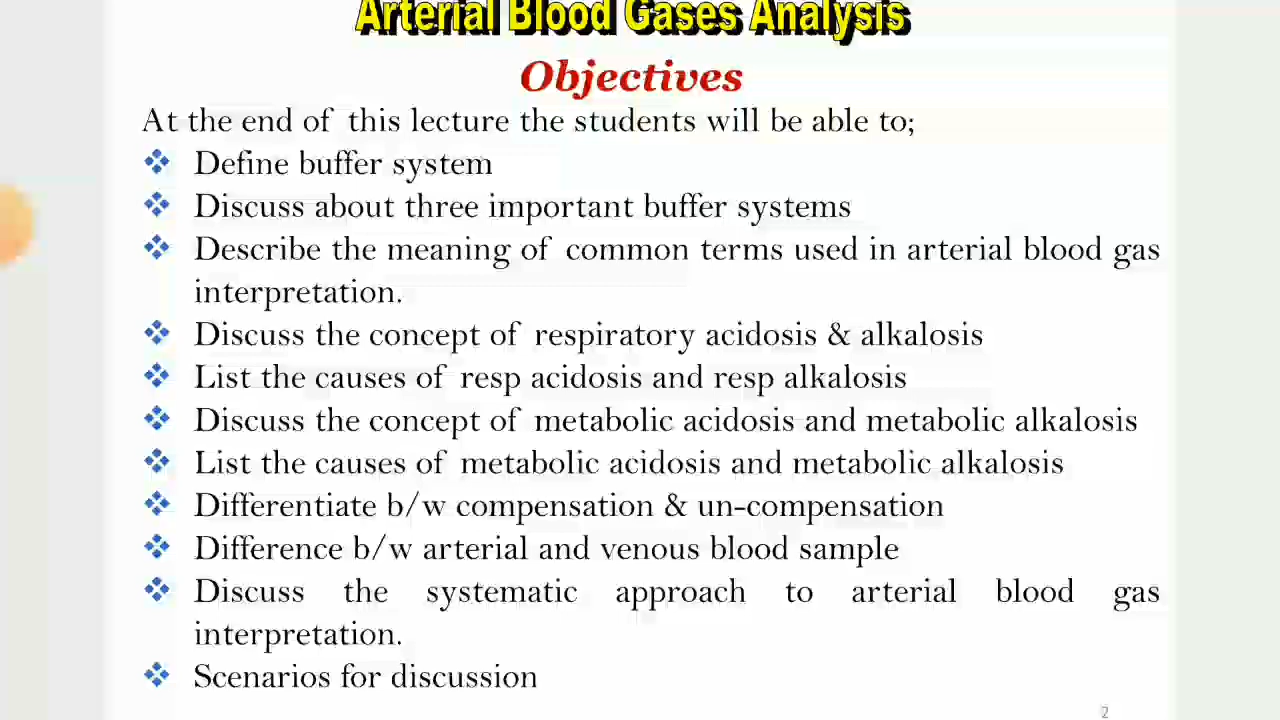 Arterial Blood Gases Analysis
Objectives
At the end of this lecture the students will be able to;
Define buffer system
Discuss about three important buffer systems
Describe the meaning of common terms used in arterial blood gas
interpretation.
Discuss the concept of respiratory acidosis & alkalosis
List the causes of resp acidosis and resp alkalosis
Discuss the concept of metabolic acidosis and metabolic alkalosis
List the causes of metabolic acidosis and metabolic alkalosis
Differentiate b/w compensation & un-compensation
Difference b/w arterial and venous blood sample
Discuss the systematic approach to arterial blood gas
interpretation.
Scenarios for discussion
2